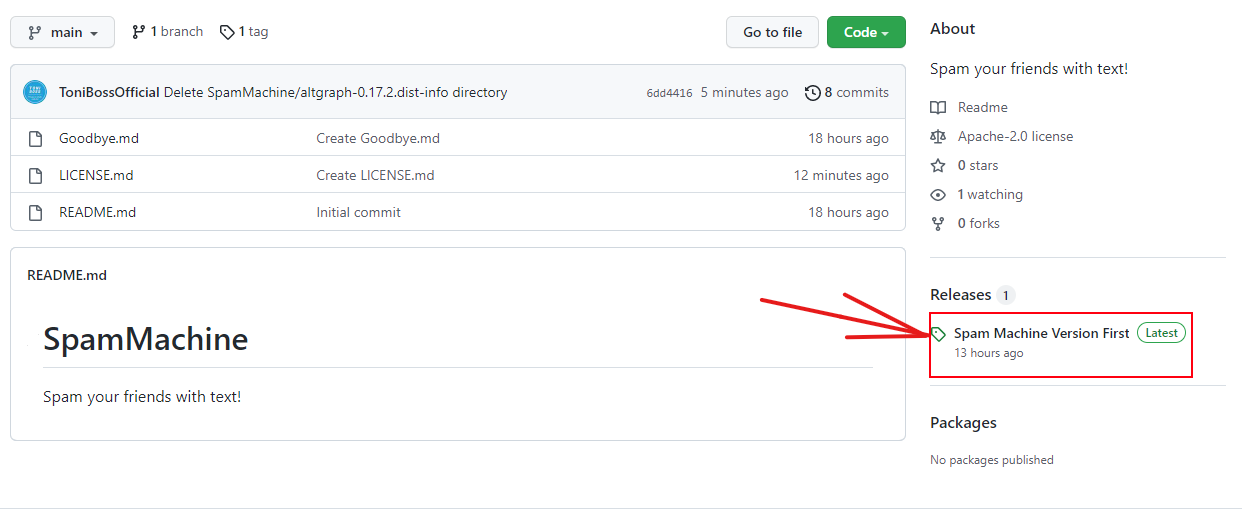 main
1 branch
1 tag
Go to file
Code
ToniBossOfficial Delete SpamMachine/altgraph-0.17.2.dist-info directory
6dd4416 5 minutes ago
8 commits
Goodbye.md
Create Goodbye.md
18 hours ago
LICENSE.md
Create LICENSE.md
12 minutes ago
README.md
Initial commit
18 hours ago
README.md
SpamMachine
Spam your friends with text!
About
Spam your friends with text!
Readme
Apache-2.0 license
0 stars
1 watching
0 forks
Releases 1
Spam Machine Version First Latest
13 hours ago
Packages
No packages published